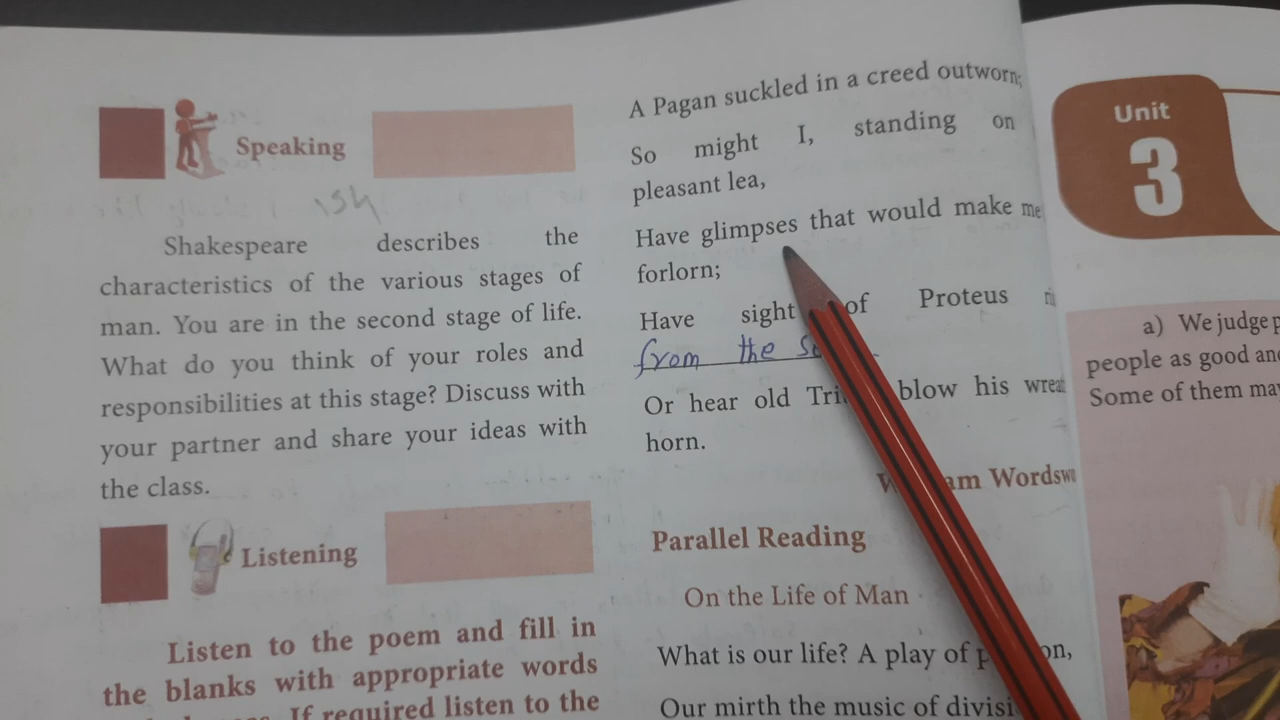 Speaking
Shakespeare describes the
characteristics of the various stages of
man. You are in the second stage of life.
What do you think of your roles and
responsibilities at this stage? Discuss with
your partner and share your ideas with
the class.
Listening
Listen to the poem and fill in
the blanks with appropriate words
If required listen to the
A Pagan suckled in a creed outworn;
So might I, standing on
pleasant lea,
Have glimpses that would make me
forlorn;
Have sight of Proteus
from the
Or hear old blow his
horn.
Parallel Reading
On the Life of Man
What is our life? A play of
Our mirth the music of
Unit
3
a) We judge
people as good
Some of them